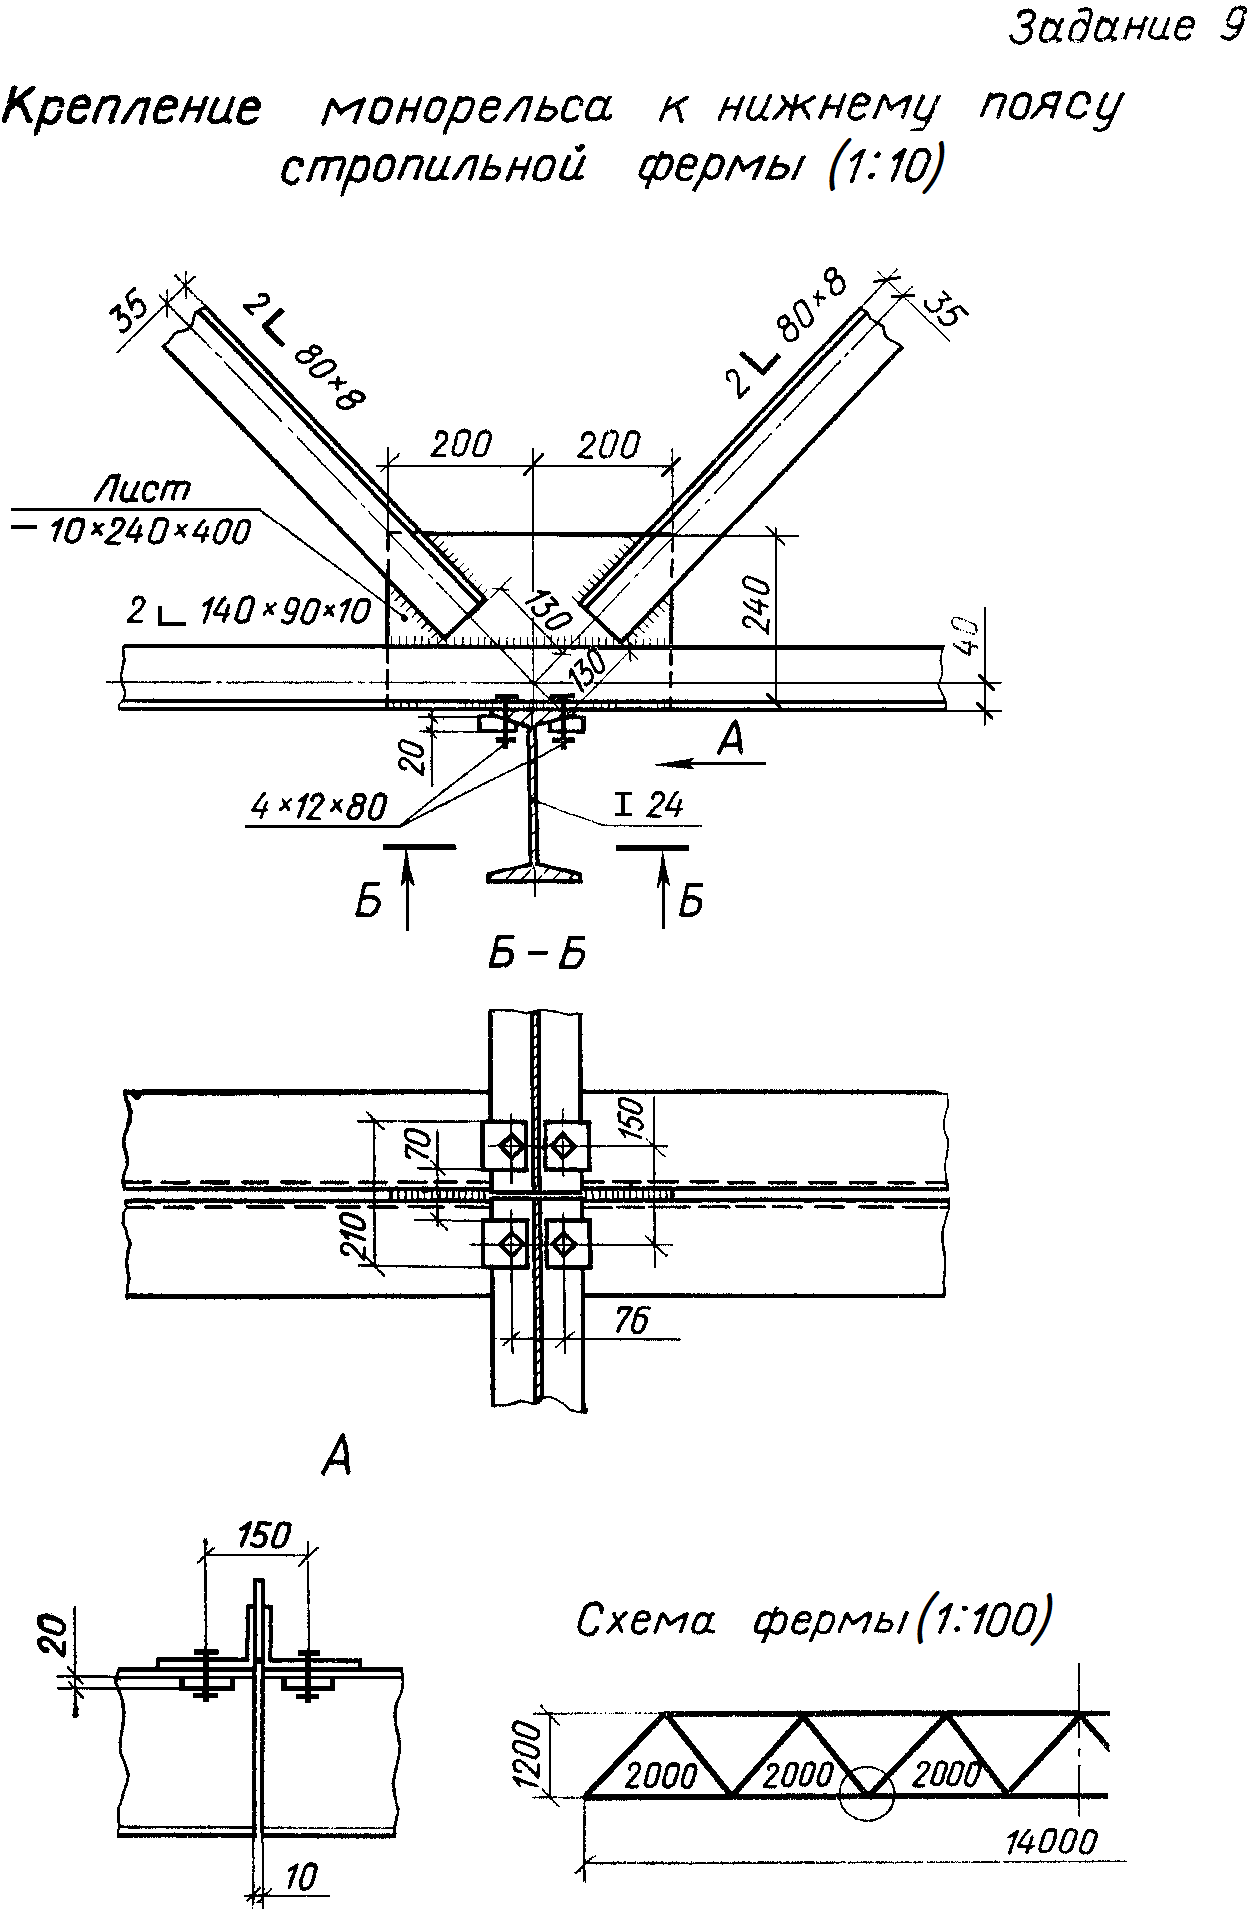 Задание 9
Крепление монорельса к нижнему поясу
стропильной фермы (1:10)
35
2 ∟ 80×8
2 ∟ 80×8
35
200
200
Лист
— 10×240×400
2 ∟ 140×90×10
130
130
240
40
20
А
4×12×80
I 24
Б
Б
Б – Б
70
210
150
76
А
150
20
10
Схема фермы (1:100)
1200
2000
2000
2000
14000